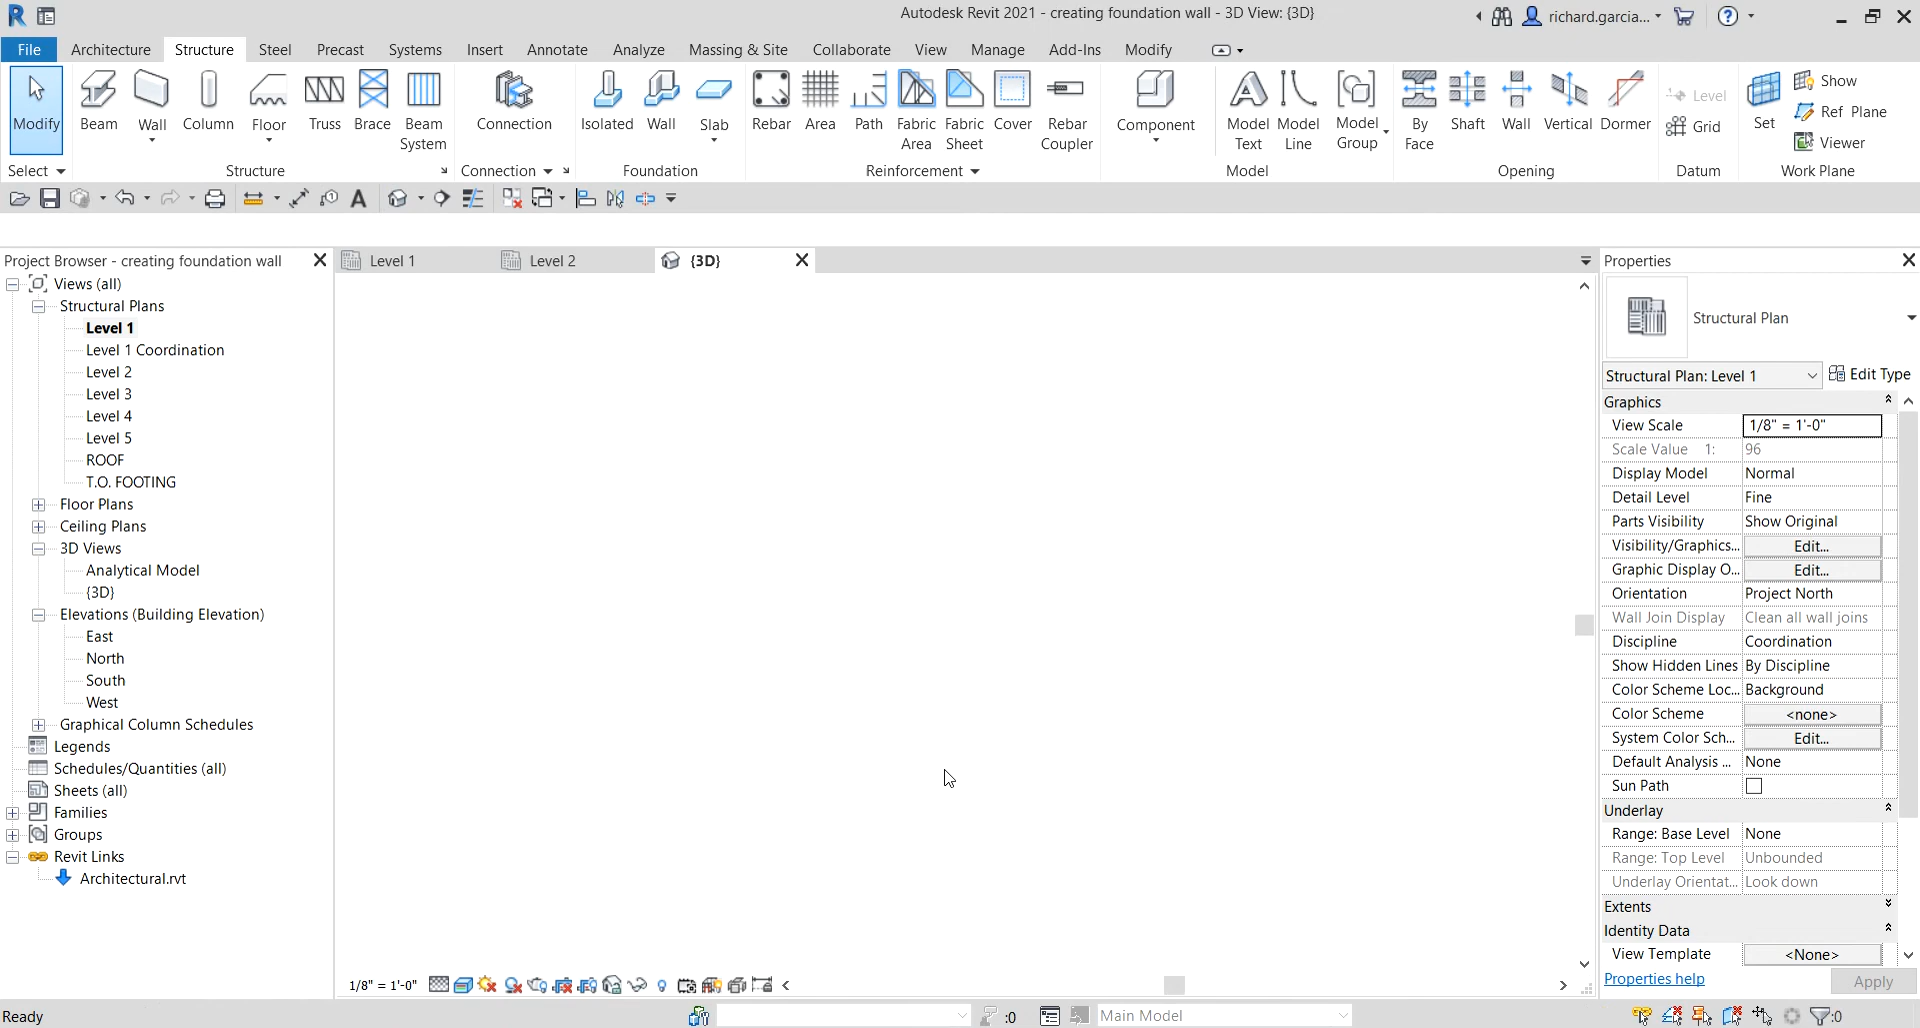 Autodesk Revit 2021 - creating foundation wall - 3D View: {3D}
richard.garcia...
File Architecture Structure Steel Precast Systems Insert Annotate Analyze Massing & Site Collaborate View Manage Add-Ins Modify
Modify Beam Wall Column Floor Truss Brace Beam System Connection Isolated Wall Slab Rebar Area Path Fabric Area Fabric Sheet Cover Rebar Coupler Component Model Text Model Line Model Group By Face Shaft Wall Vertical Dormer Level Grid Set Show Ref Plane Viewer
Select Structure Connection Foundation Reinforcement Model Opening Datum Work Plane
Project Browser - creating foundation wall
Level 1 Level 2 {3D}
Views (all)
Structural Plans
Level 1
Level 1 Coordination
Level 2
Level 3
Level 4
Level 5
ROOF
T.O. FOOTING
Floor Plans
Ceiling Plans
3D Views
Analytical Model
{3D}
Elevations (Building Elevation)
East
North
South
West
Graphical Column Schedules
Legends
Schedules/Quantities (all)
Sheets (all)
Families
Groups
Revit Links
Architectural.rvt
Properties
Structural Plan
Structural Plan: Level 1 Edit Type
Graphics
View Scale 1/8" = 1'-0"
Scale Value 1: 96
Display Model Normal
Detail Level Fine
Parts Visibility Show Original
Visibility/Graphics... Edit...
Graphic Display O... Edit...
Orientation Project North
Wall Join Display Clean all wall joins
Discipline Coordination
Show Hidden Lines By Discipline
Color Scheme Loc... Background
Color Scheme <none>
System Color Sch... Edit...
Default Analysis ... None
Sun Path
Underlay
Range: Base Level None
Range: Top Level Unbounded
Underlay Orientat... Look down
Extents
Identity Data
View Template <None>
Properties help Apply
1/8" = 1'-0"
Ready :0 Main Model :0